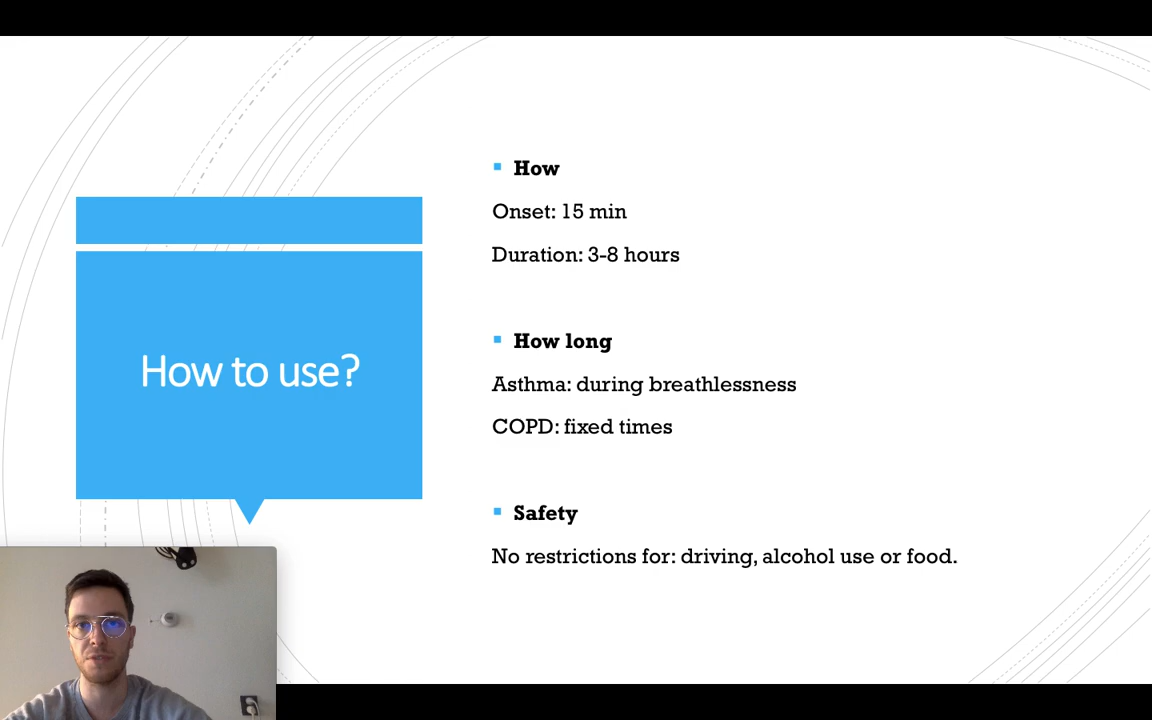 How to use?
How
Onset: 15 min
Duration: 3-8 hours
How long
Asthma: during breathlessness
COPD: fixed times
Safety
No restrictions for: driving, alcohol use or food.